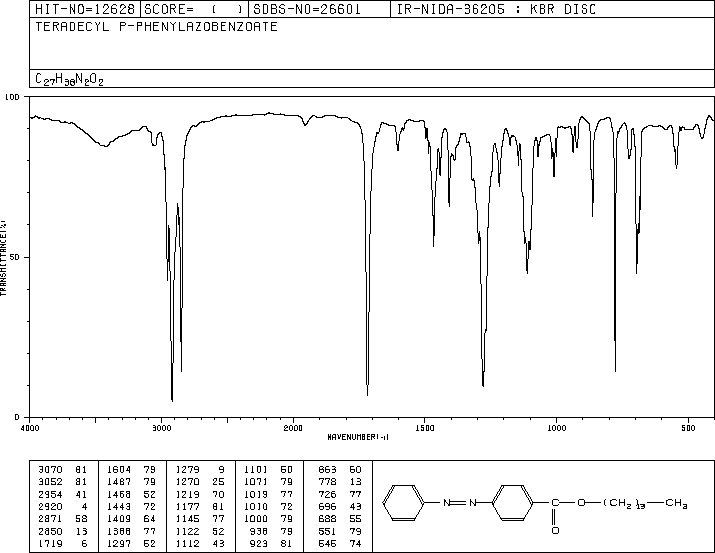 HIT-NO=12628 SCORE= ( ) SDBS-NO=26601 IR-NIDA-36205 : KBR DISC
TERADECYL P-PHENYLAZOBENZOATE
C27H38N2O2
100
50
0
TRANSMITTANCE(%)
4000 3000 2000 1500 1000 500
WAVENUMBER(-1)
3070 81 1604 79 1279 9 1101 50 863 60
3052 81 1487 79 1270 25 1071 79 778 13
2954 41 1468 52 1219 70 1019 77 726 77
2920 4 1443 72 1177 81 1010 72 696 43
2871 58 1409 64 1145 77 1000 79 688 55
2850 13 1388 77 1122 52 938 79 551 79
1719 6 1297 52 1112 43 923 81 546 74
N=N C O (CH2)13 CH3
O